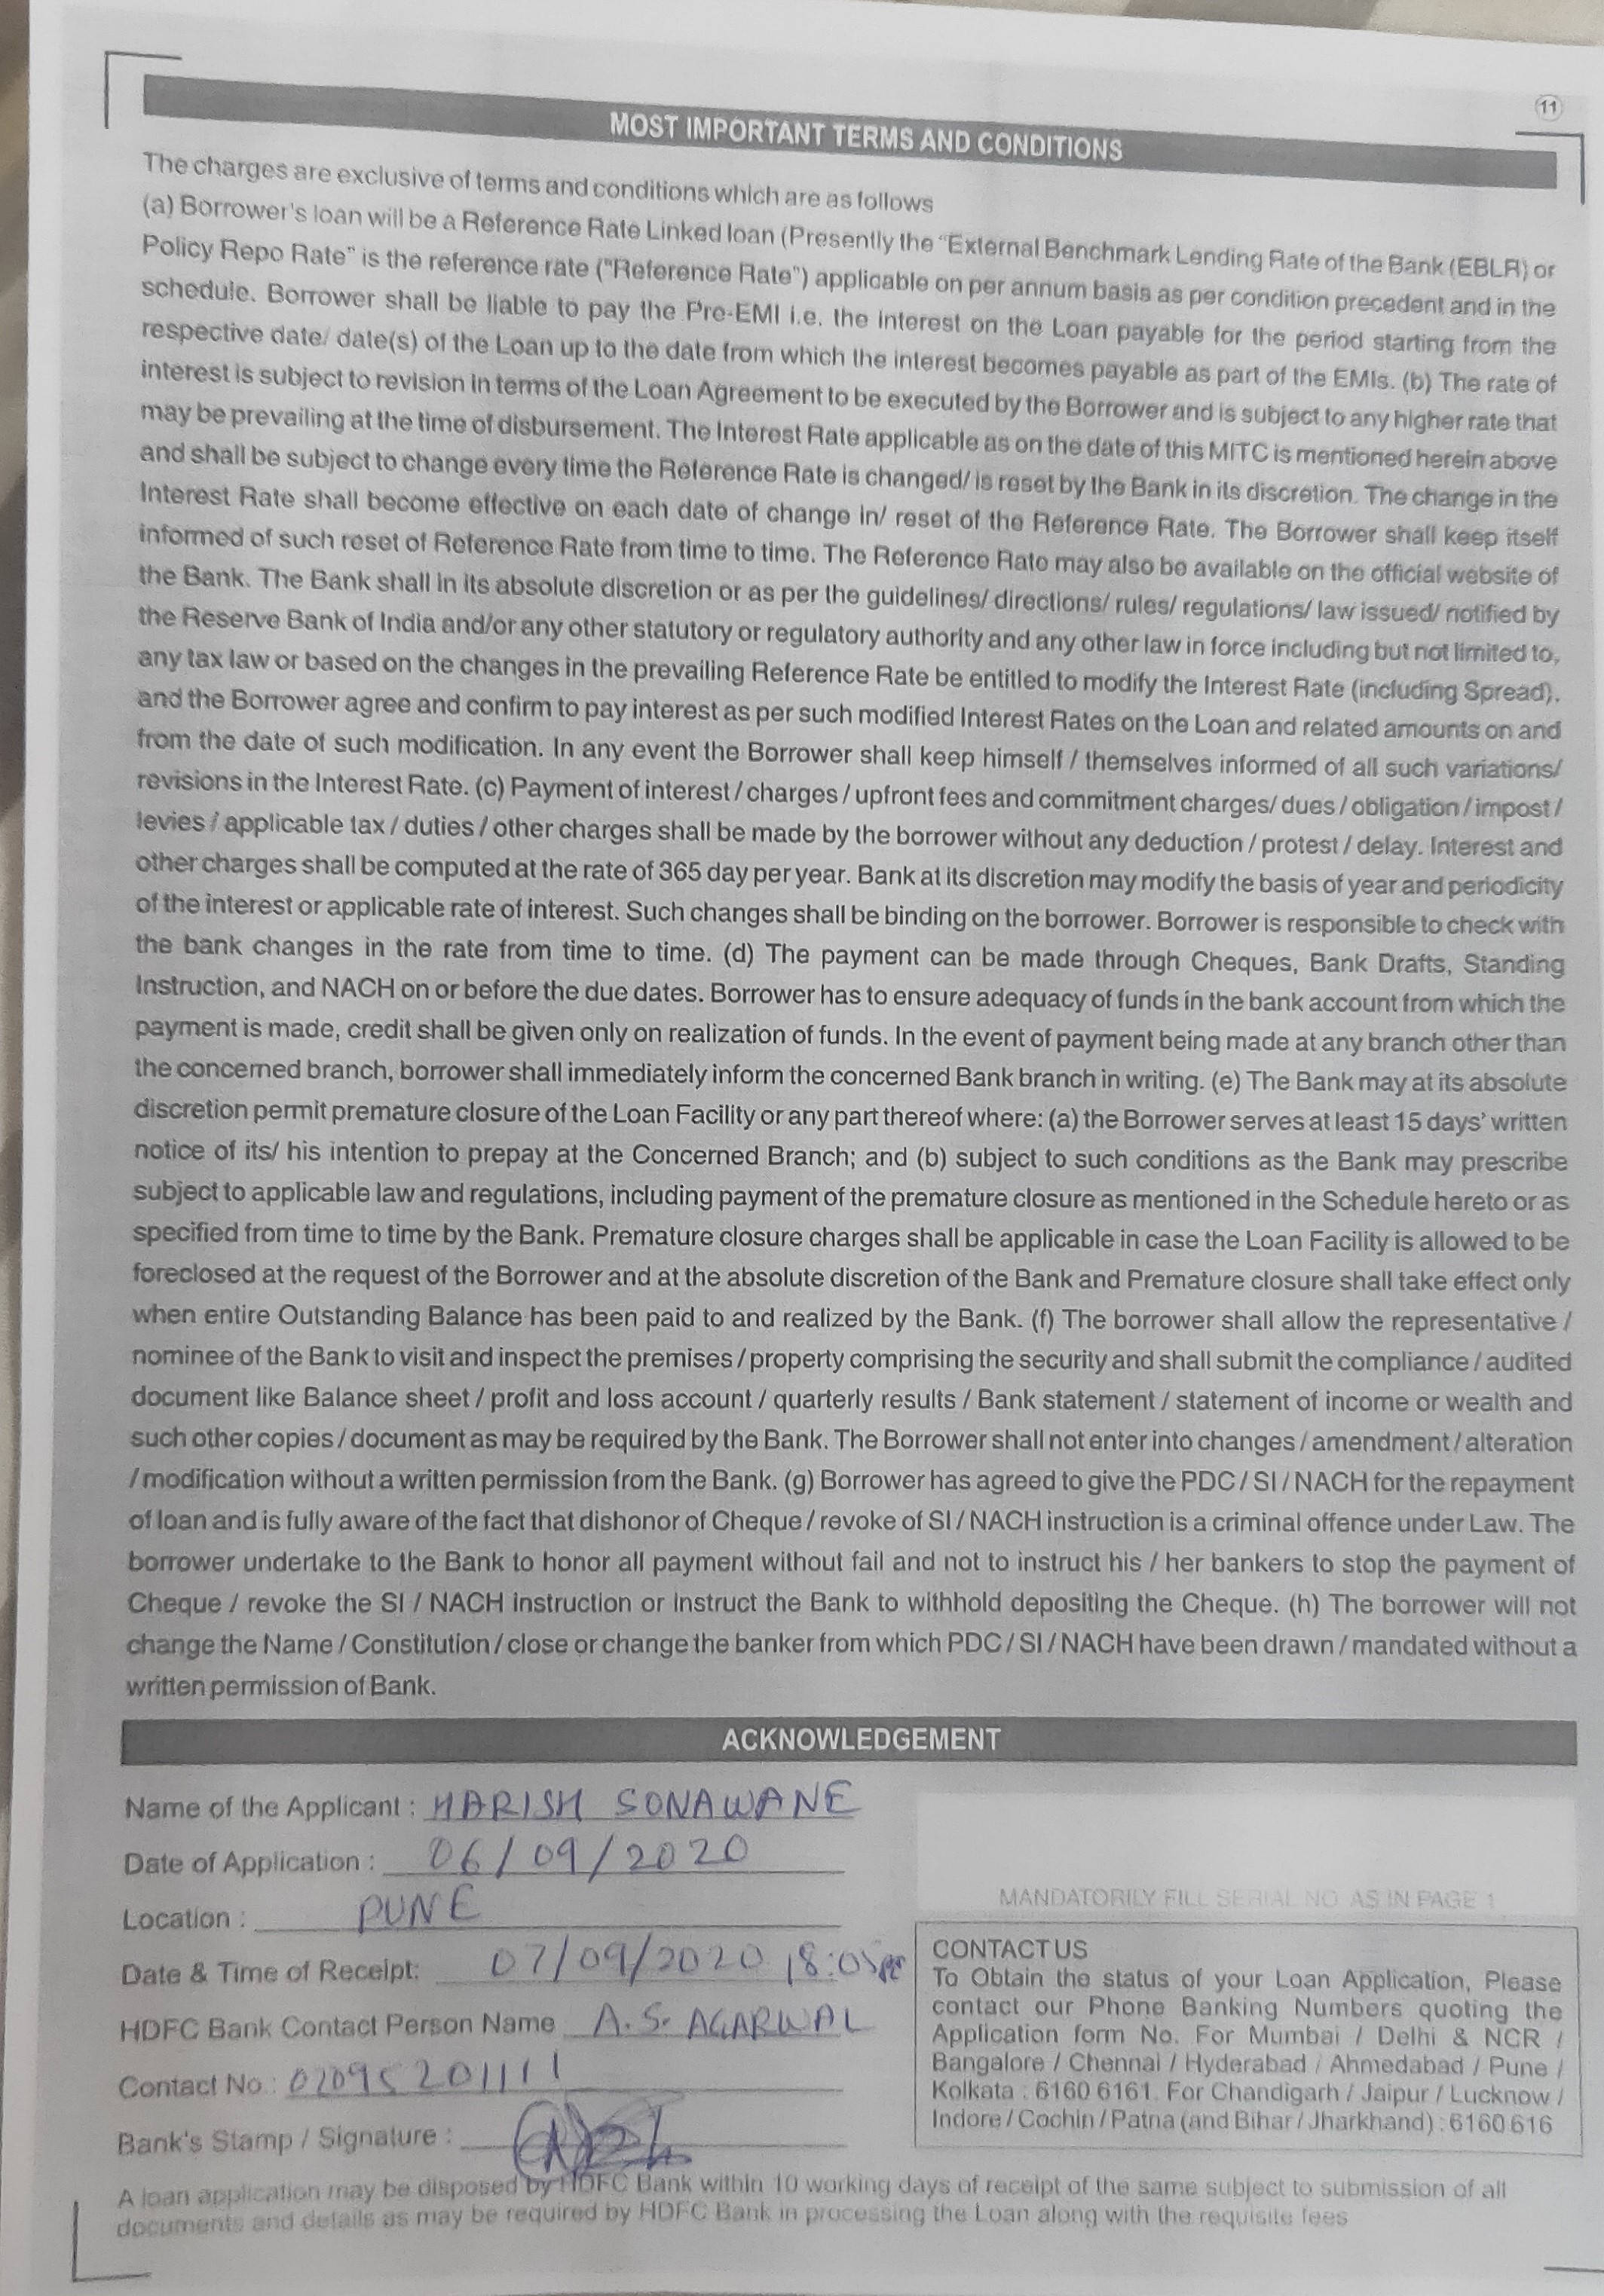 11
MOST IMPORTANT TERMS AND CONDITIONS
The charges are exclusive of terms and conditions which are as follows
(a) Borrower's loan will be a Reference Rate Linked loan (Presently the "External Benchmark Lending Rate of the Bank (EBLR) or
Policy Repo Rate" is the reference rate ("Reference Rate") applicable on per annum basis as per condition precedent and in the
schedule. Borrower shall be liable to pay the Pre-EMI i.e. the interest on the Loan payable for the period starting from the
respective date/ date(s) of the Loan up to the date from which the interest becomes payable as part of the EMIs. (b) The rate of
interest is subject to revision in terms of the Loan Agreement to be executed by the Borrower and is subject to any higher rate that
may be prevailing at the time of disbursement. The Interest Rate applicable as on the date of this MITC is mentioned herein above
and shall be subject to change every time the Reference Rate is changed/ is reset by the Bank in its discretion. The change in the
Interest Rate shall become effective on each date of change in/ reset of the Reference Rate. The Borrower shall keep itself
informed of such reset of Reference Rate from time to time. The Reference Rate may also be available on the official website of
the Bank. The Bank shall in its absolute discretion or as per the guidelines/ directions/ rules/ regulations/ law issued/ notified by
the Reserve Bank of India and/or any other statutory or regulatory authority and any other law in force including but not limited to,
any tax law or based on the changes in the prevailing Reference Rate be entitled to modify the Interest Rate (including Spread),
and the Borrower agree and confirm to pay interest as per such modified Interest Rates on the Loan and related amounts on and
from the date of such modification. In any event the Borrower shall keep himself / themselves informed of all such variations/
revisions in the Interest Rate. (c) Payment of interest / charges / upfront fees and commitment charges/ dues / obligation / impost /
levies / applicable tax / duties / other charges shall be made by the borrower without any deduction / protest / delay. Interest and
other charges shall be computed at the rate of 365 day per year. Bank at its discretion may modify the basis of year and periodicity
of the interest or applicable rate of interest. Such changes shall be binding on the borrower. Borrower is responsible to check with
the bank changes in the rate from time to time. (d) The payment can be made through Cheques, Bank Drafts, Standing
Instruction, and NACH on or before the due dates. Borrower has to ensure adequacy of funds in the bank account from which the
payment is made, credit shall be given only on realization of funds. In the event of payment being made at any branch other than
the concerned branch, borrower shall immediately inform the concerned Bank branch in writing. (e) The Bank may at its absolute
discretion permit premature closure of the Loan Facility or any part thereof where: (a) the Borrower serves at least 15 days' written
notice of its/ his intention to prepay at the Concerned Branch; and (b) subject to such conditions as the Bank may prescribe
subject to applicable law and regulations, including payment of the premature closure as mentioned in the Schedule hereto or as
specified from time to time by the Bank. Premature closure charges shall be applicable in case the Loan Facility is allowed to be
foreclosed at the request of the Borrower and at the absolute discretion of the Bank and Premature closure shall take effect only
when entire Outstanding Balance has been paid to and realized by the Bank. (f) The borrower shall allow the representative /
nominee of the Bank to visit and inspect the premises / property comprising the security and shall submit the compliance / audited
document like Balance sheet / profit and loss account / quarterly results / Bank statement / statement of income or wealth and
such other copies / document as may be required by the Bank. The Borrower shall not enter into changes / amendment / alteration
/ modification without a written permission from the Bank. (g) Borrower has agreed to give the PDC / SI / NACH for the repayment
of loan and is fully aware of the fact that dishonor of Cheque / revoke of SI / NACH instruction is a criminal offence under Law. The
borrower undertake to the Bank to honor all payment without fail and not to instruct his / her bankers to stop the payment of
Cheque / revoke the SI / NACH instruction or instruct the Bank to withhold depositing the Cheque. (h) The borrower will not
change the Name / Constitution / close or change the banker from which PDC / SI / NACH have been drawn / mandated without a
written permission of Bank.
ACKNOWLEDGEMENT
Name of the Applicant : HARISH SONAWANE
Date of Application : 06/09/2020
Location : PUNE
Date & Time of Receipt: 07/09/2020 18:05
HDFC Bank Contact Person Name A. S. AGARWAL
Contact No.: 02095201111
Bank's Stamp / Signature :
MANDATORILY FILL SERIAL NO AS IN PAGE 1
CONTACT US
To Obtain the status of your Loan Application, Please
contact our Phone Banking Numbers quoting the
Application form No. For Mumbai / Delhi & NCR /
Bangalore / Chennai / Hyderabad / Ahmedabad / Pune /
Kolkata : 6160 6161. For Chandigarh / Jaipur / Lucknow /
Indore / Cochin / Patna (and Bihar / Jharkhand) : 6160 616
A loan application may be disposed by HDFC Bank within 10 working days of receipt of the same subject to submission of all
documents and details as may be required by HDFC Bank in processing the Loan along with the requisite fees